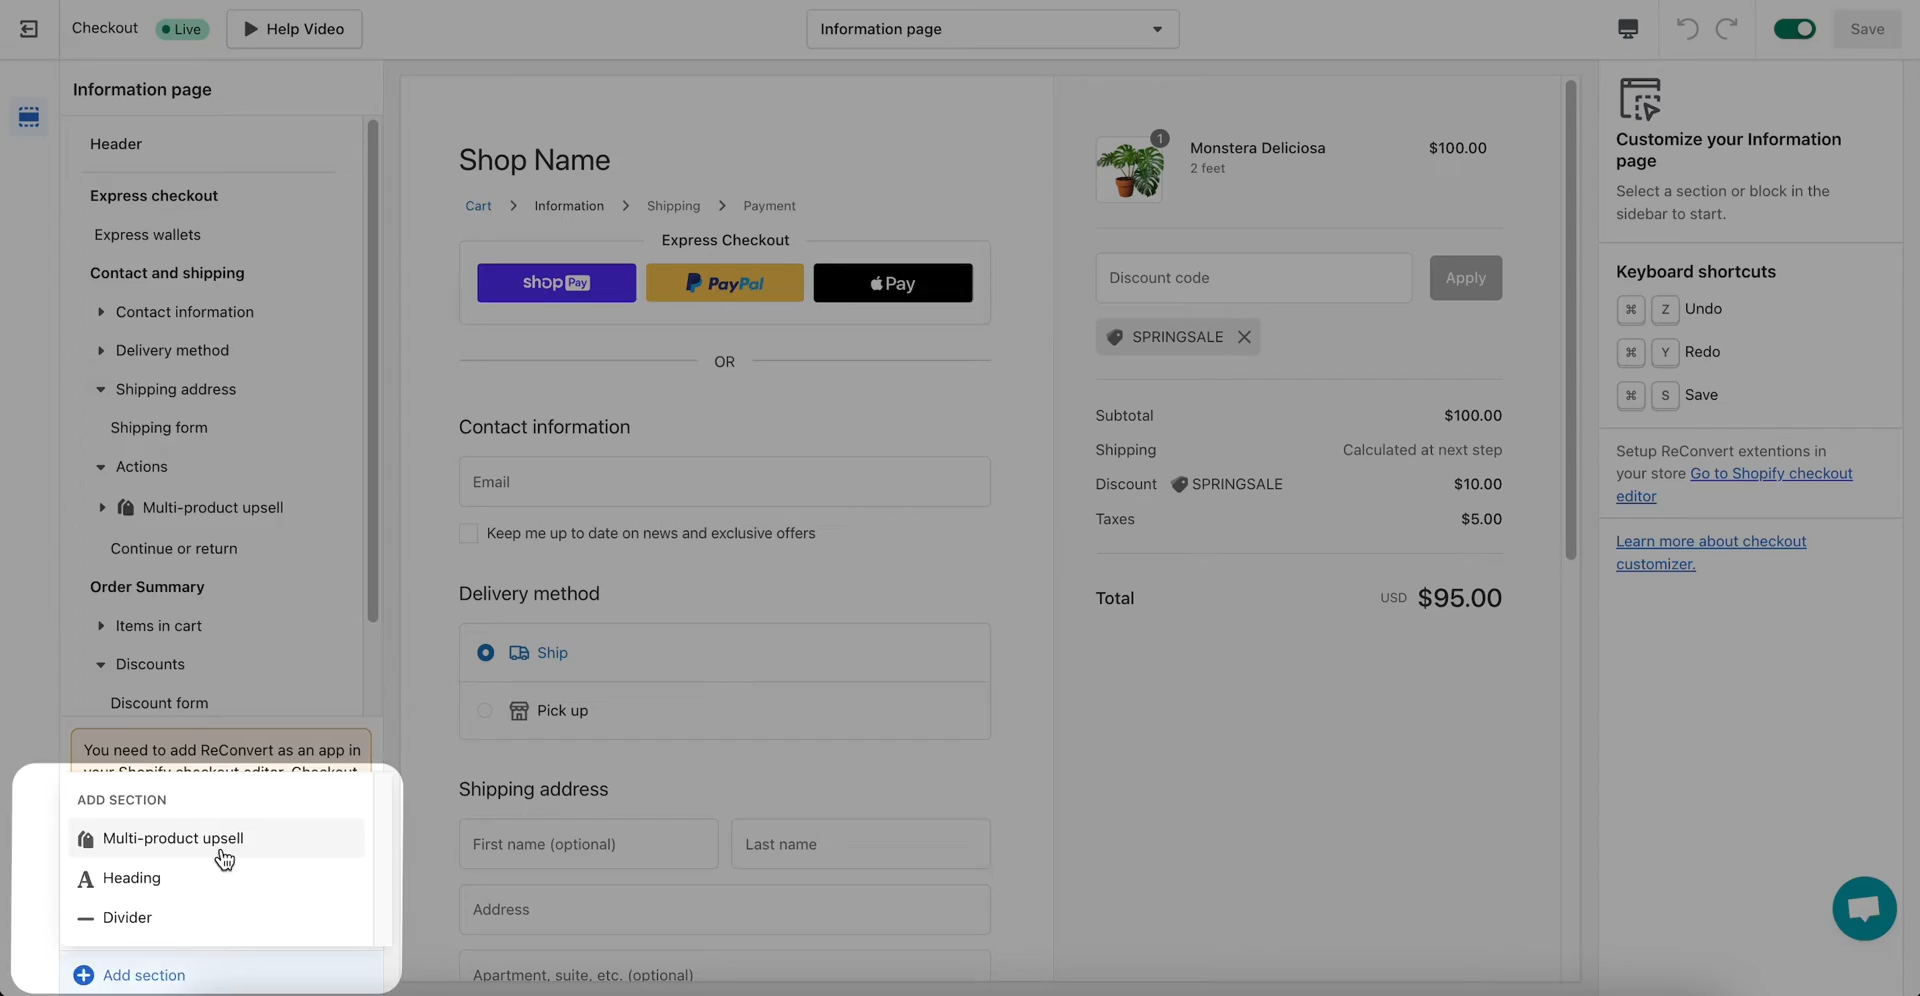 Checkout
Live
Help Video
Information page
Save
Information page
Header
Express checkout
Express wallets
Contact and shipping
Contact information
Delivery method
Shipping address
Shipping form
Actions
Multi-product upsell
Continue or return
Order Summary
Items in cart
Discounts
Discount form
You need to add ReConvert as an app in
your Shopify checkout editor. Checkout
ADD SECTION
Multi-product upsell
A Heading
Divider
Add section
Shop Name
Cart > Information > Shipping > Payment
Express Checkout
shop Pay
PayPal
Pay
OR
Contact information
Email
Keep me up to date on news and exclusive offers
Delivery method
Ship
Pick up
Shipping address
First name (optional)
Last name
Address
Apartment, suite, etc. (optional)
1
Monstera Deliciosa $100.00
2 feet
Discount code
Apply
SPRINGSALE
Subtotal $100.00
Shipping Calculated at next step
Discount SPRINGSALE $10.00
Taxes $5.00
Total USD $95.00
Customize your Information
page
Select a section or block in the
sidebar to start.
Keyboard shortcuts
⌘ Z Undo
⌘ Y Redo
⌘ S Save
Setup ReConvert extentions in
your store Go to Shopify checkout
editor
Learn more about checkout
customizer.